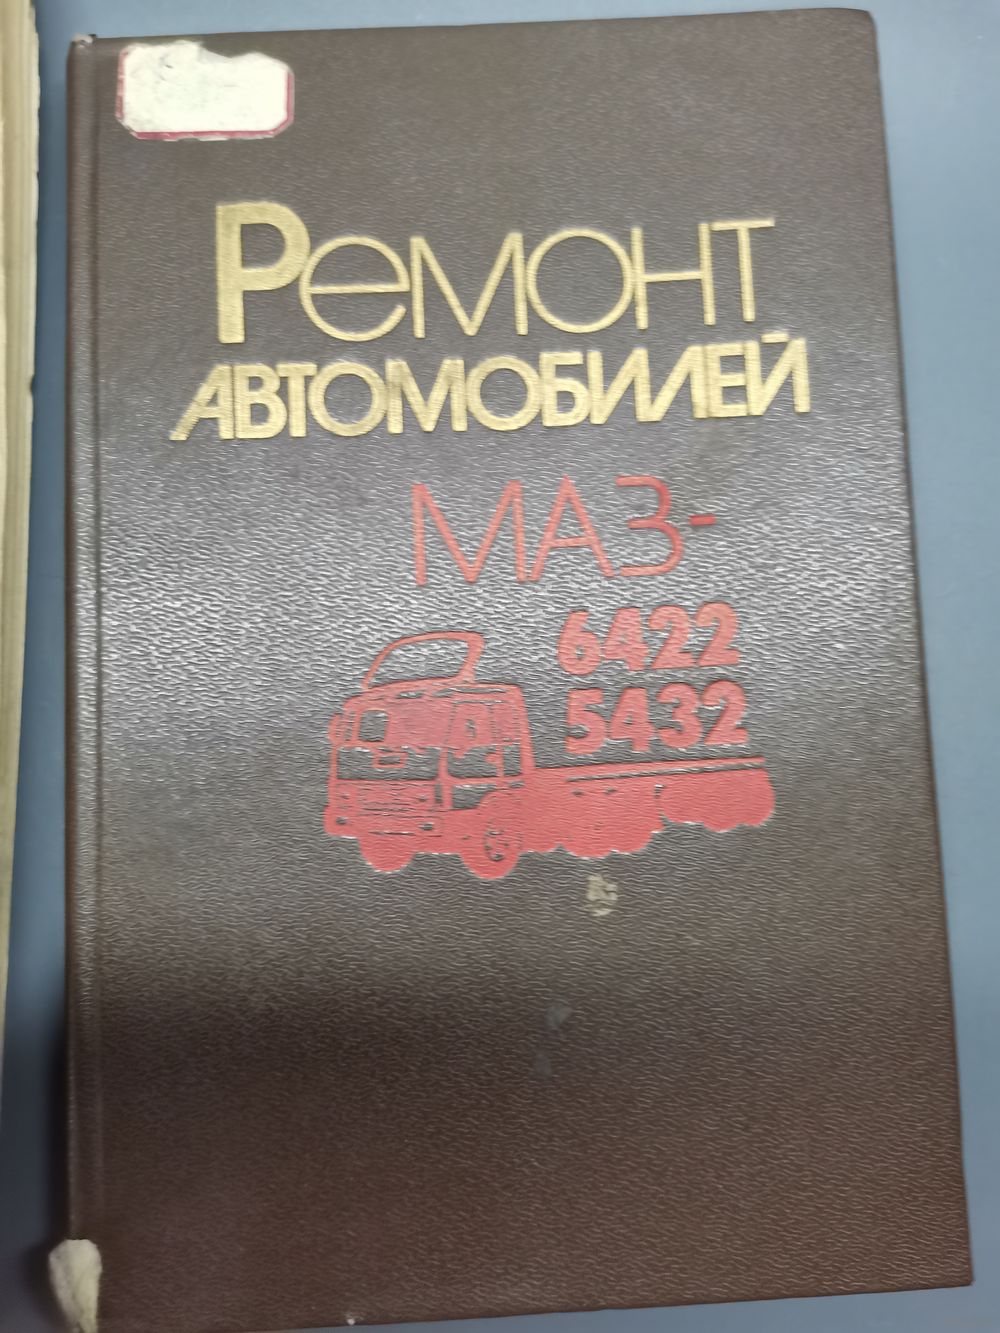 Ремонт
АВТОМОБИЛЕЙ
МАЗ-
6422
5432